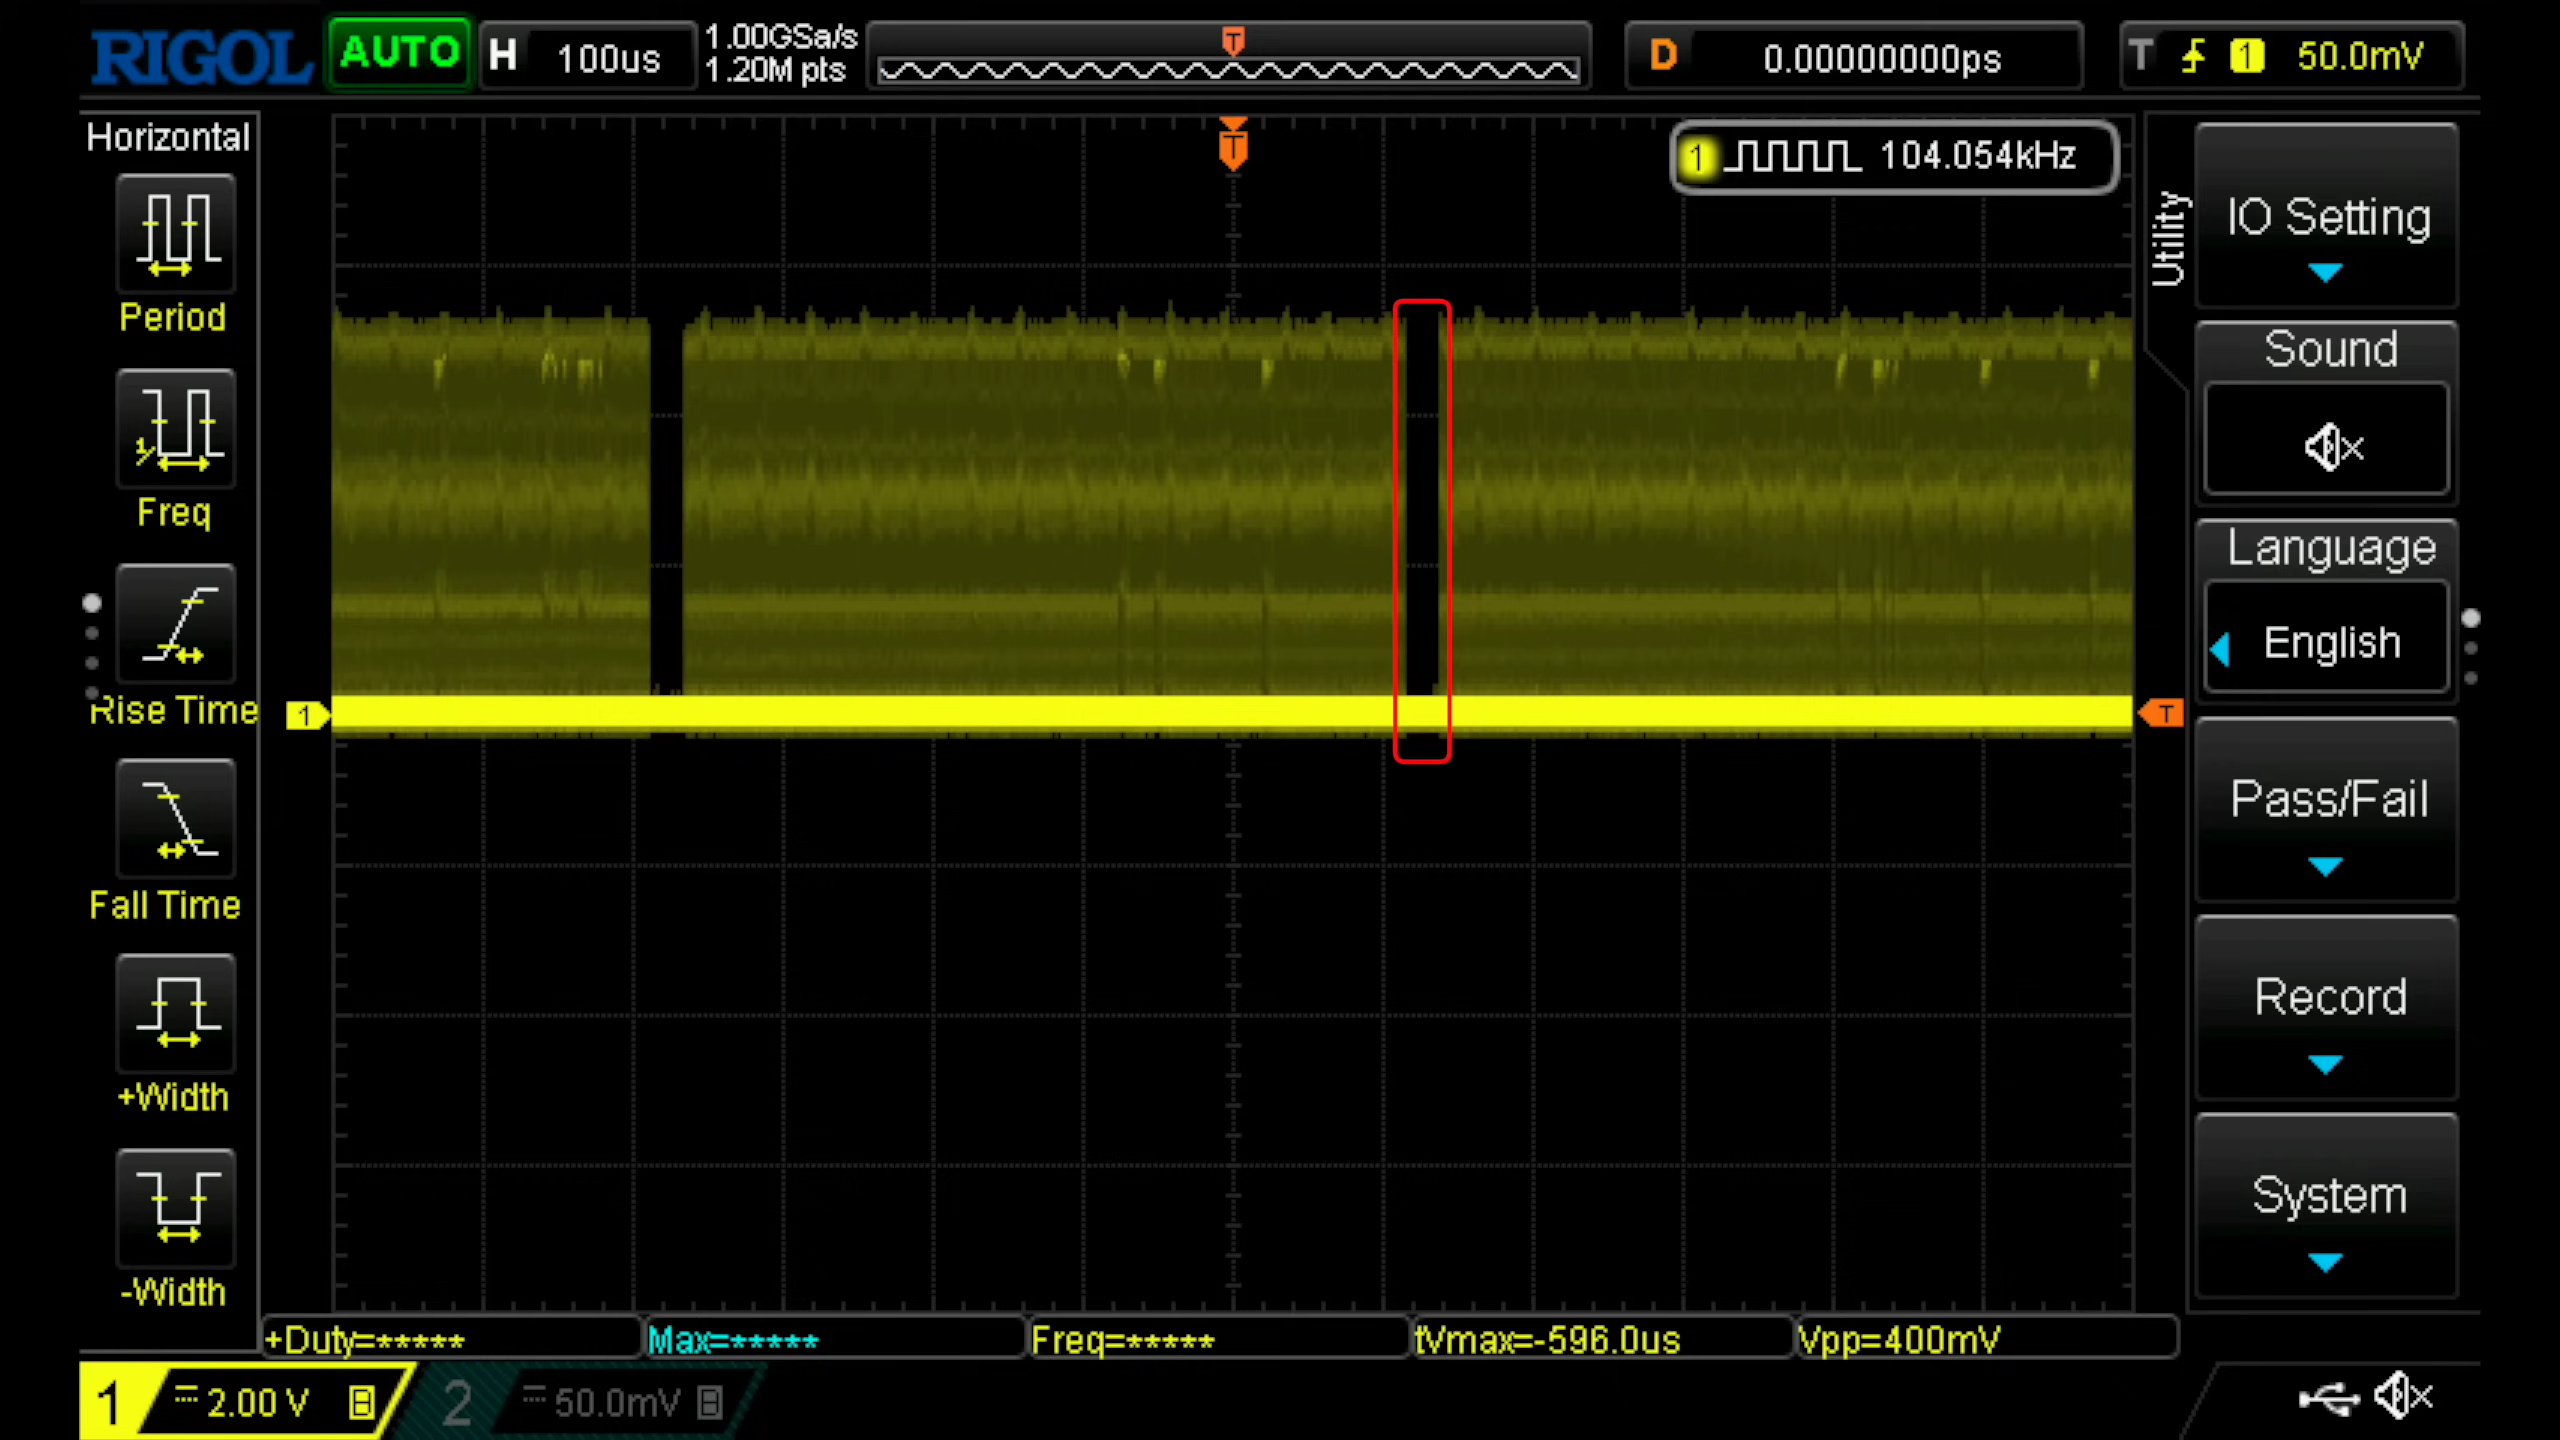 RIGOL AUTO H 100us 1.00GSa/s 1.20M pts T D 0.00000000ps T 1 50.0mV
Horizontal
Period
1/
Freq
Rise Time
Fall Time
+Width
-Width
T
1 104.054kHz
1
T
Utility
IO Setting
Sound
Language
English
Pass/Fail
Record
System
+Duty=***** Max=***** Freq=***** tVmax=-596.0us Vpp=400mV
1 2.00 V B 2 50.0mV B